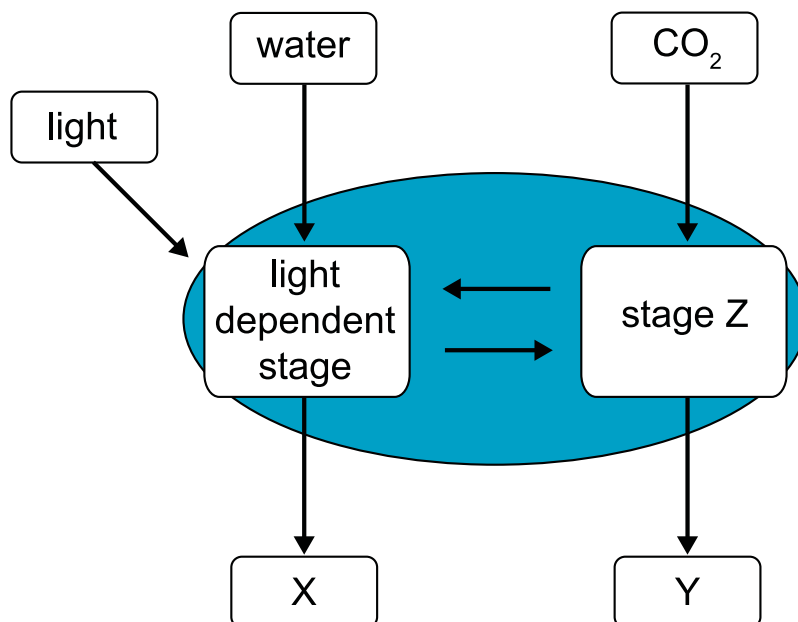 water
CO₂
light
light
dependent
stage
stage Z
X
Y